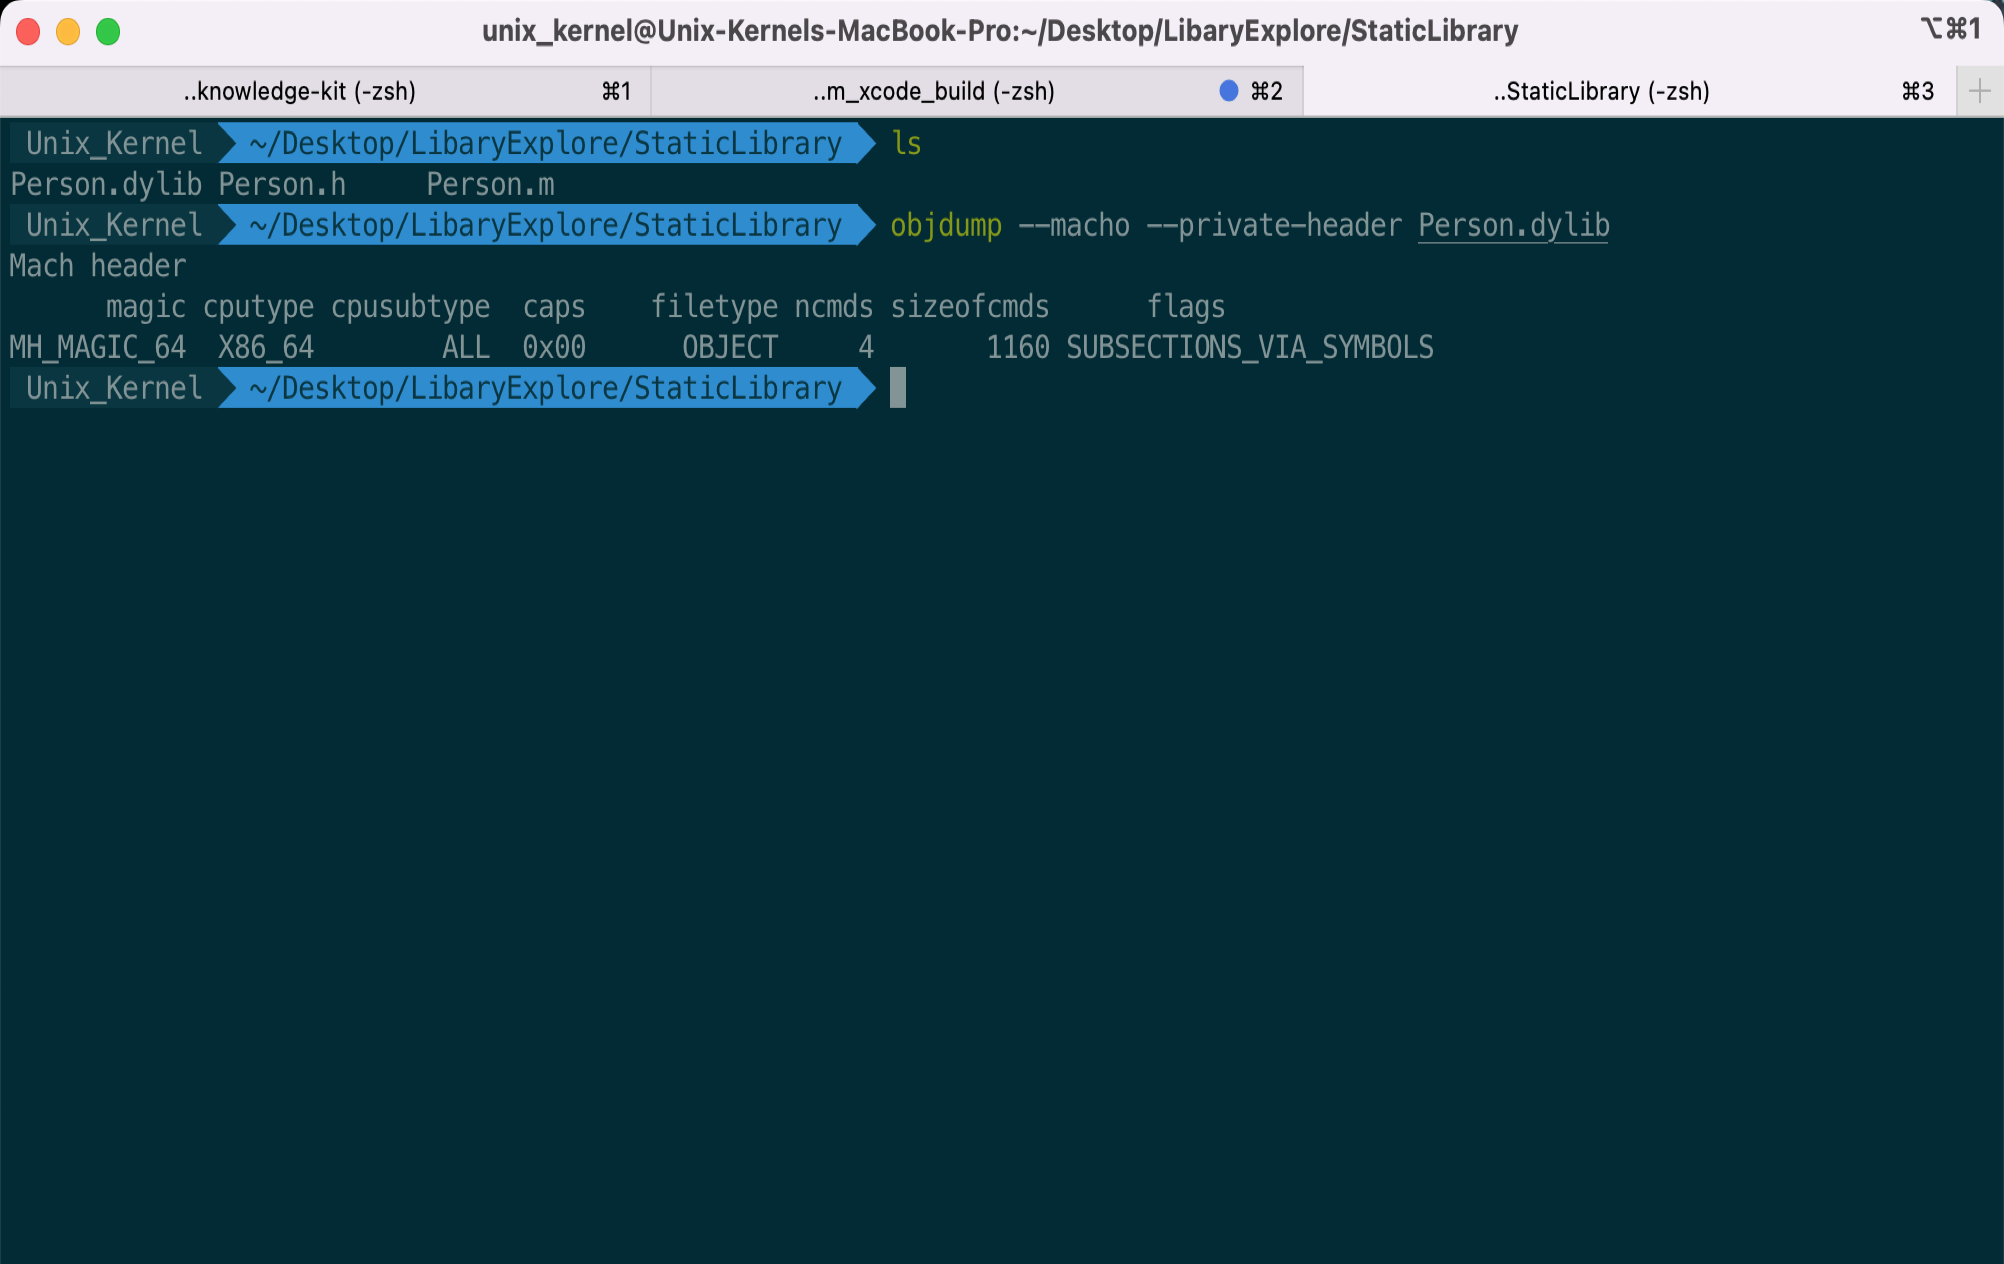 unix_kernel@Unix-Kernels-MacBook-Pro:~/Desktop/LibaryExplore/StaticLibrary ⌥⌘1
..knowledge-kit (-zsh) ⌘1 ..m_xcode_build (-zsh) ⌘2 ..StaticLibrary (-zsh) ⌘3 +
Unix_Kernel ~/Desktop/LibaryExplore/StaticLibrary ls
Person.dylib Person.h     Person.m
Unix_Kernel ~/Desktop/LibaryExplore/StaticLibrary objdump --macho --private-header Person.dylib
Mach header
      magic cputype cpusubtype  caps    filetype ncmds sizeofcmds      flags
MH_MAGIC_64  X86_64        ALL  0x00      OBJECT     4       1160 SUBSECTIONS_VIA_SYMBOLS
Unix_Kernel ~/Desktop/LibaryExplore/StaticLibrary